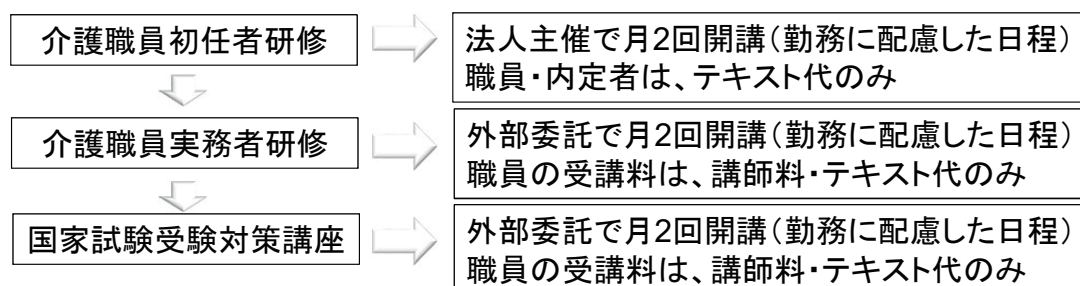 介護職員初任者研修
法人主催で月2回開講(勤務に配慮した日程)
職員・内定者は、テキスト代のみ
介護職員実務者研修
外部委託で月2回開講(勤務に配慮した日程)
職員の受講料は、講師料・テキスト代のみ
国家試験受験対策講座
外部委託で月2回開講(勤務に配慮した日程)
職員の受講料は、講師料・テキスト代のみ